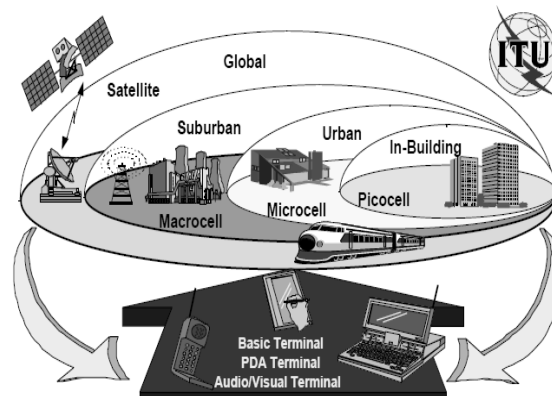 Global
ITU
Satellite
Suburban
Urban
In-Building
Macrocell
Microcell
Picocell
Basic Terminal
PDA Terminal
Audio/Visual Terminal